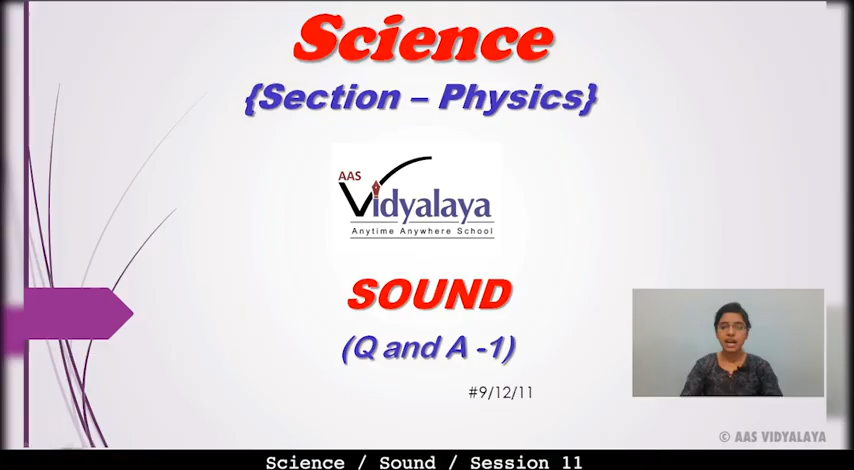 Science
{Section – Physics}
AAS
Vidyalaya
Anytime Anywhere School
SOUND
(Q and A -1)
#9/12/11
© AAS VIDYALAYA
Science / Sound / Session 11